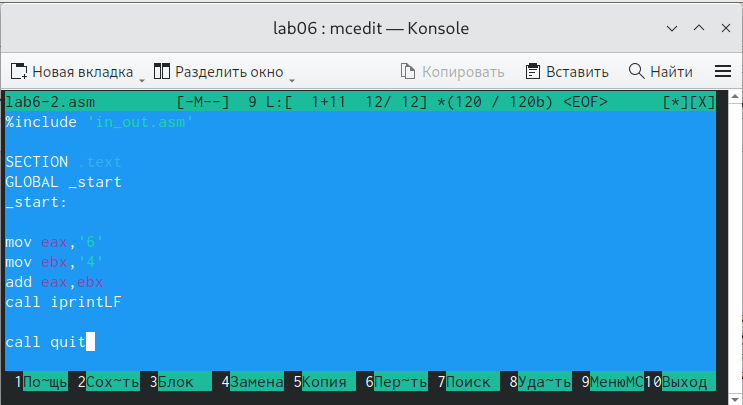 lab06 : mcedit — Konsole
Новая вкладка Разделить окно Копировать Вставить Найти
lab6-2.asm [-M--] 9 L:[ 1+11 12/ 12] *(120 / 120b) <EOF> [*][X]
%include 'in_out.asm'
SECTION .text
GLOBAL _start
_start:
mov eax,'6'
mov ebx,'4'
add eax,ebx
call iprintLF
call quit
1По~щь 2Сох~ть 3Блок 4Замена 5Копия 6Пер~ть 7Поиск 8Уда~ть 9МенюМС10Выход